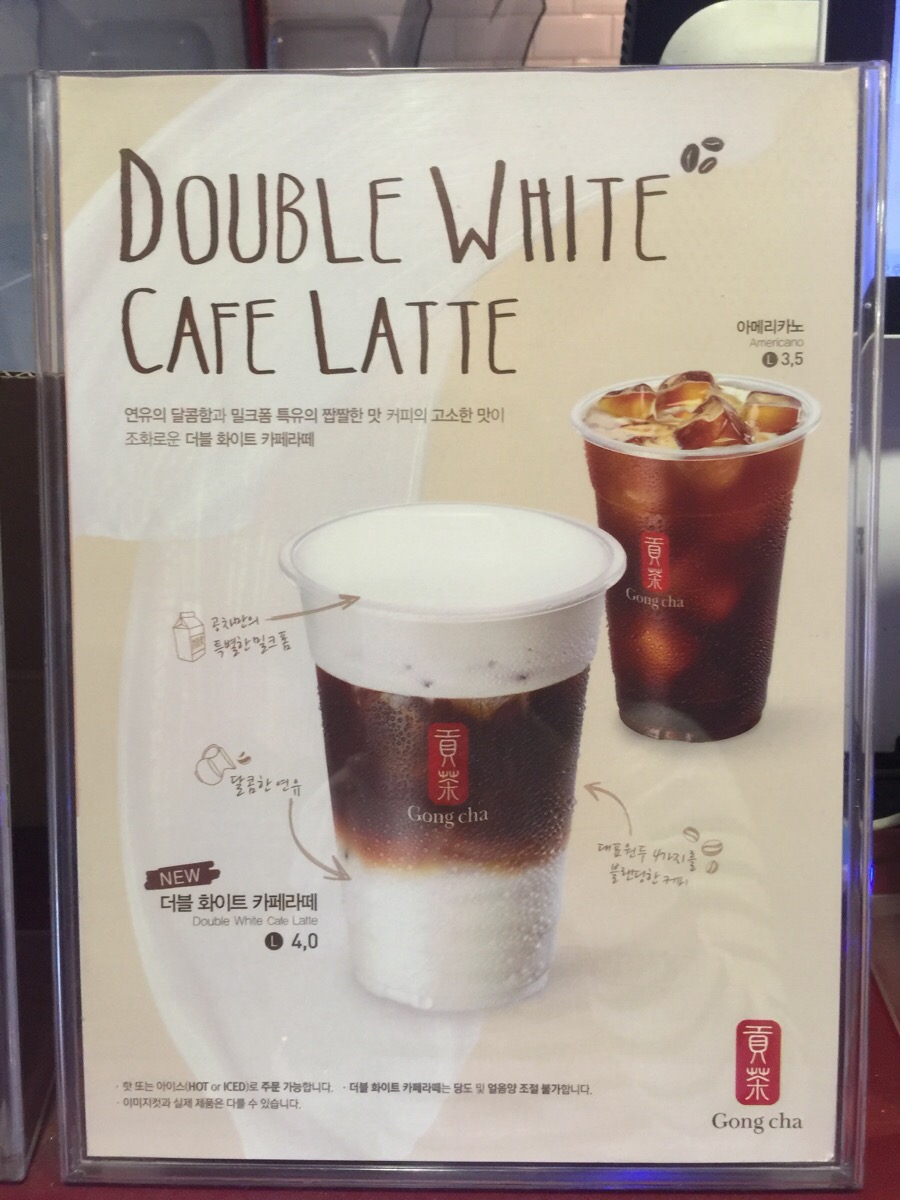 DOUBLE WHITE
CAFE LATTE
연유의 달콤함과 밀크폼 특유의 짭짤한 맛 커피의 고소한 맛이
조화로운 더블 화이트 카페라떼
아메리카노
Americano
L 3,5
貢茶
Gong cha
공차만의
특별한 밀크폼
貢茶
Gong cha
달콤한 연유
대표원두 4가지를
블랜딩한 커피
NEW
더블 화이트 카페라떼
Double White Cafe Latte
L 4,0
· 핫 또는 아이스(HOT or ICED)로 주문 가능합니다. · 더블 화이트 카페라떼는 당도 및 얼음양 조절 불가합니다.
· 이미지컷과 실제 제품은 다를 수 있습니다.
貢茶
Gong cha